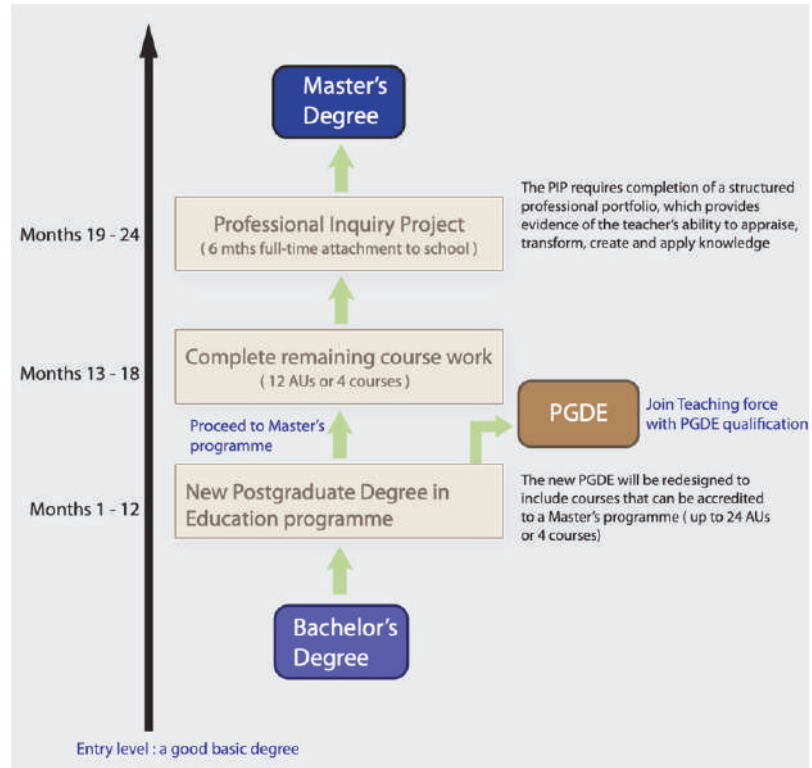 Master's
Degree
Months 19 - 24
Professional Inquiry Project
( 6 mths full-time attachment to school )
The PIP requires completion of a structured
professional portfolio, which provides
evidence of the teacher's ability to appraise,
transform, create and apply knowledge
Months 13 - 18
Complete remaining course work
( 12 AUs or 4 courses )
Proceed to Master's
programme
PGDE
Join Teaching force
with PGDE qualification
Months 1 - 12
New Postgraduate Degree in
Education programme
The new PGDE will be redesigned to
include courses that can be accredited
to a Master's programme ( up to 24 AUs
or 4 courses)
Bachelor's
Degree
Entry level : a good basic degree